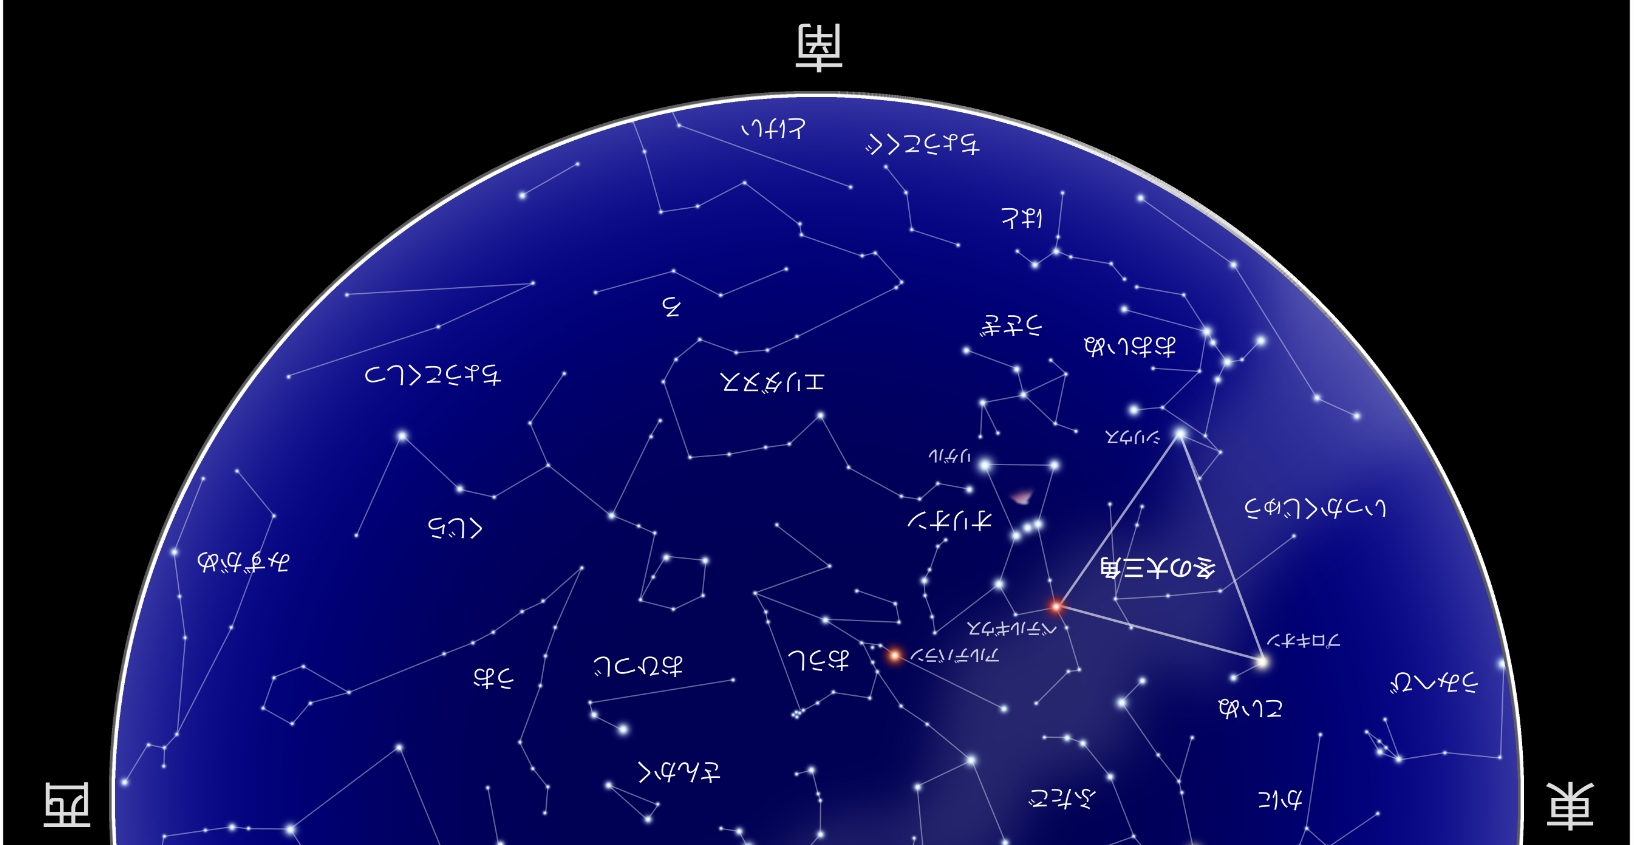 南
とけい
ちょうこくぐ
はと
ろ
うさぎ
おおいぬ
ちょうこくしつ
エリダヌス
シリウス
リゲル
いっかくじゅう
オリオン
くじら
みずがめ
冬の大三角
ベテルギウス
プロキオン
アルデバラン
おうし
おひつじ
うお
うみへび
こいぬ
さんかく
ふたご
かに
西
東